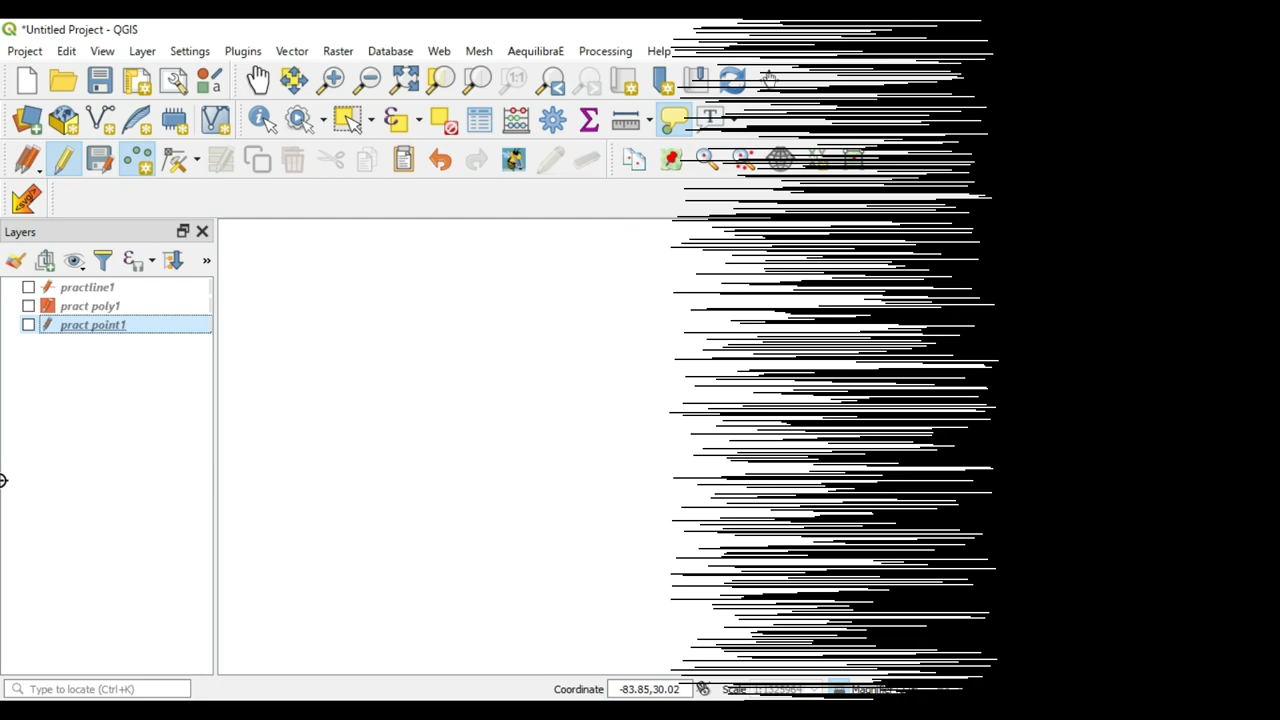 *Untitled Project - QGIS
Project Edit View Layer Settings Plugins Vector Raster Database Web Mesh AequilibraE Processing Help
Layers
practline1
pract poly1
pract point1
Type to locate (Ctrl+K) Coordinate -83.85,30.02 Scale